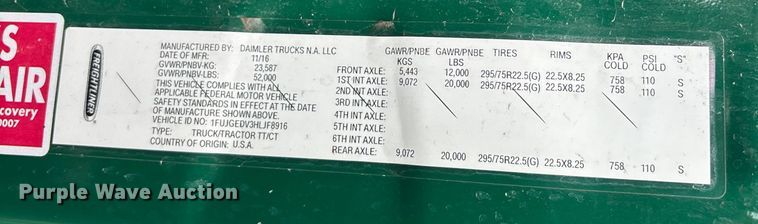 S
AIR
covery
0007
FREIGHTLINER
MANUFACTURED BY: DAIMLER TRUCKS N.A. LLC
DATE OF MFR: 11/16
GVWR/PNBV-KG: 23,587
GVWR/PNBV-LBS: 52,000
THIS VEHICLE COMPLIES WITH ALL
APPLICABLE FEDERAL MOTOR VEHICLE
SAFETY STANDARDS IN EFFECT AT THE DATE
OF MANUFACTURE SHOWN ABOVE.
VEHICLE ID NUMBER: 1FUJGEDV3HLJF8916
TYPE: TRUCK/TRACTOR TT/CT
COUNTRY OF ORIGIN: U.S.A.
GAWR/PNBE GAWR/PNBE TIRES RIMS KPA PSI "S"
KGS LBS COLD COLD
FRONT AXLE: 5,443 12,000 295/75R22.5(G) 22.5X8.25 758 110 S
1ST INT AXLE: 9,072 20,000 295/75R22.5(G) 22.5X8.25 758 110 S
2ND INT AXLE:
3RD INT AXLE:
4TH INT AXLE:
5TH INT AXLE:
6TH INT AXLE:
REAR AXLE: 9,072 20,000 295/75R22.5(G) 22.5X8.25 758 110 S
Purple Wave Auction